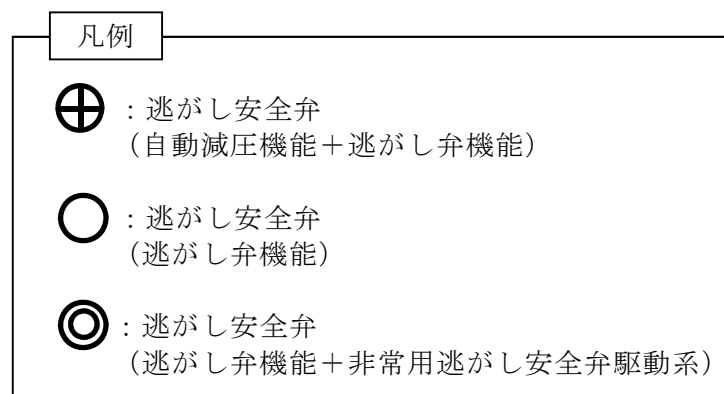 凡例
：逃がし安全弁
（自動減圧機能＋逃がし弁機能）
：逃がし安全弁
（逃がし弁機能）
：逃がし安全弁
（逃がし弁機能＋非常用逃がし安全弁駆動系）